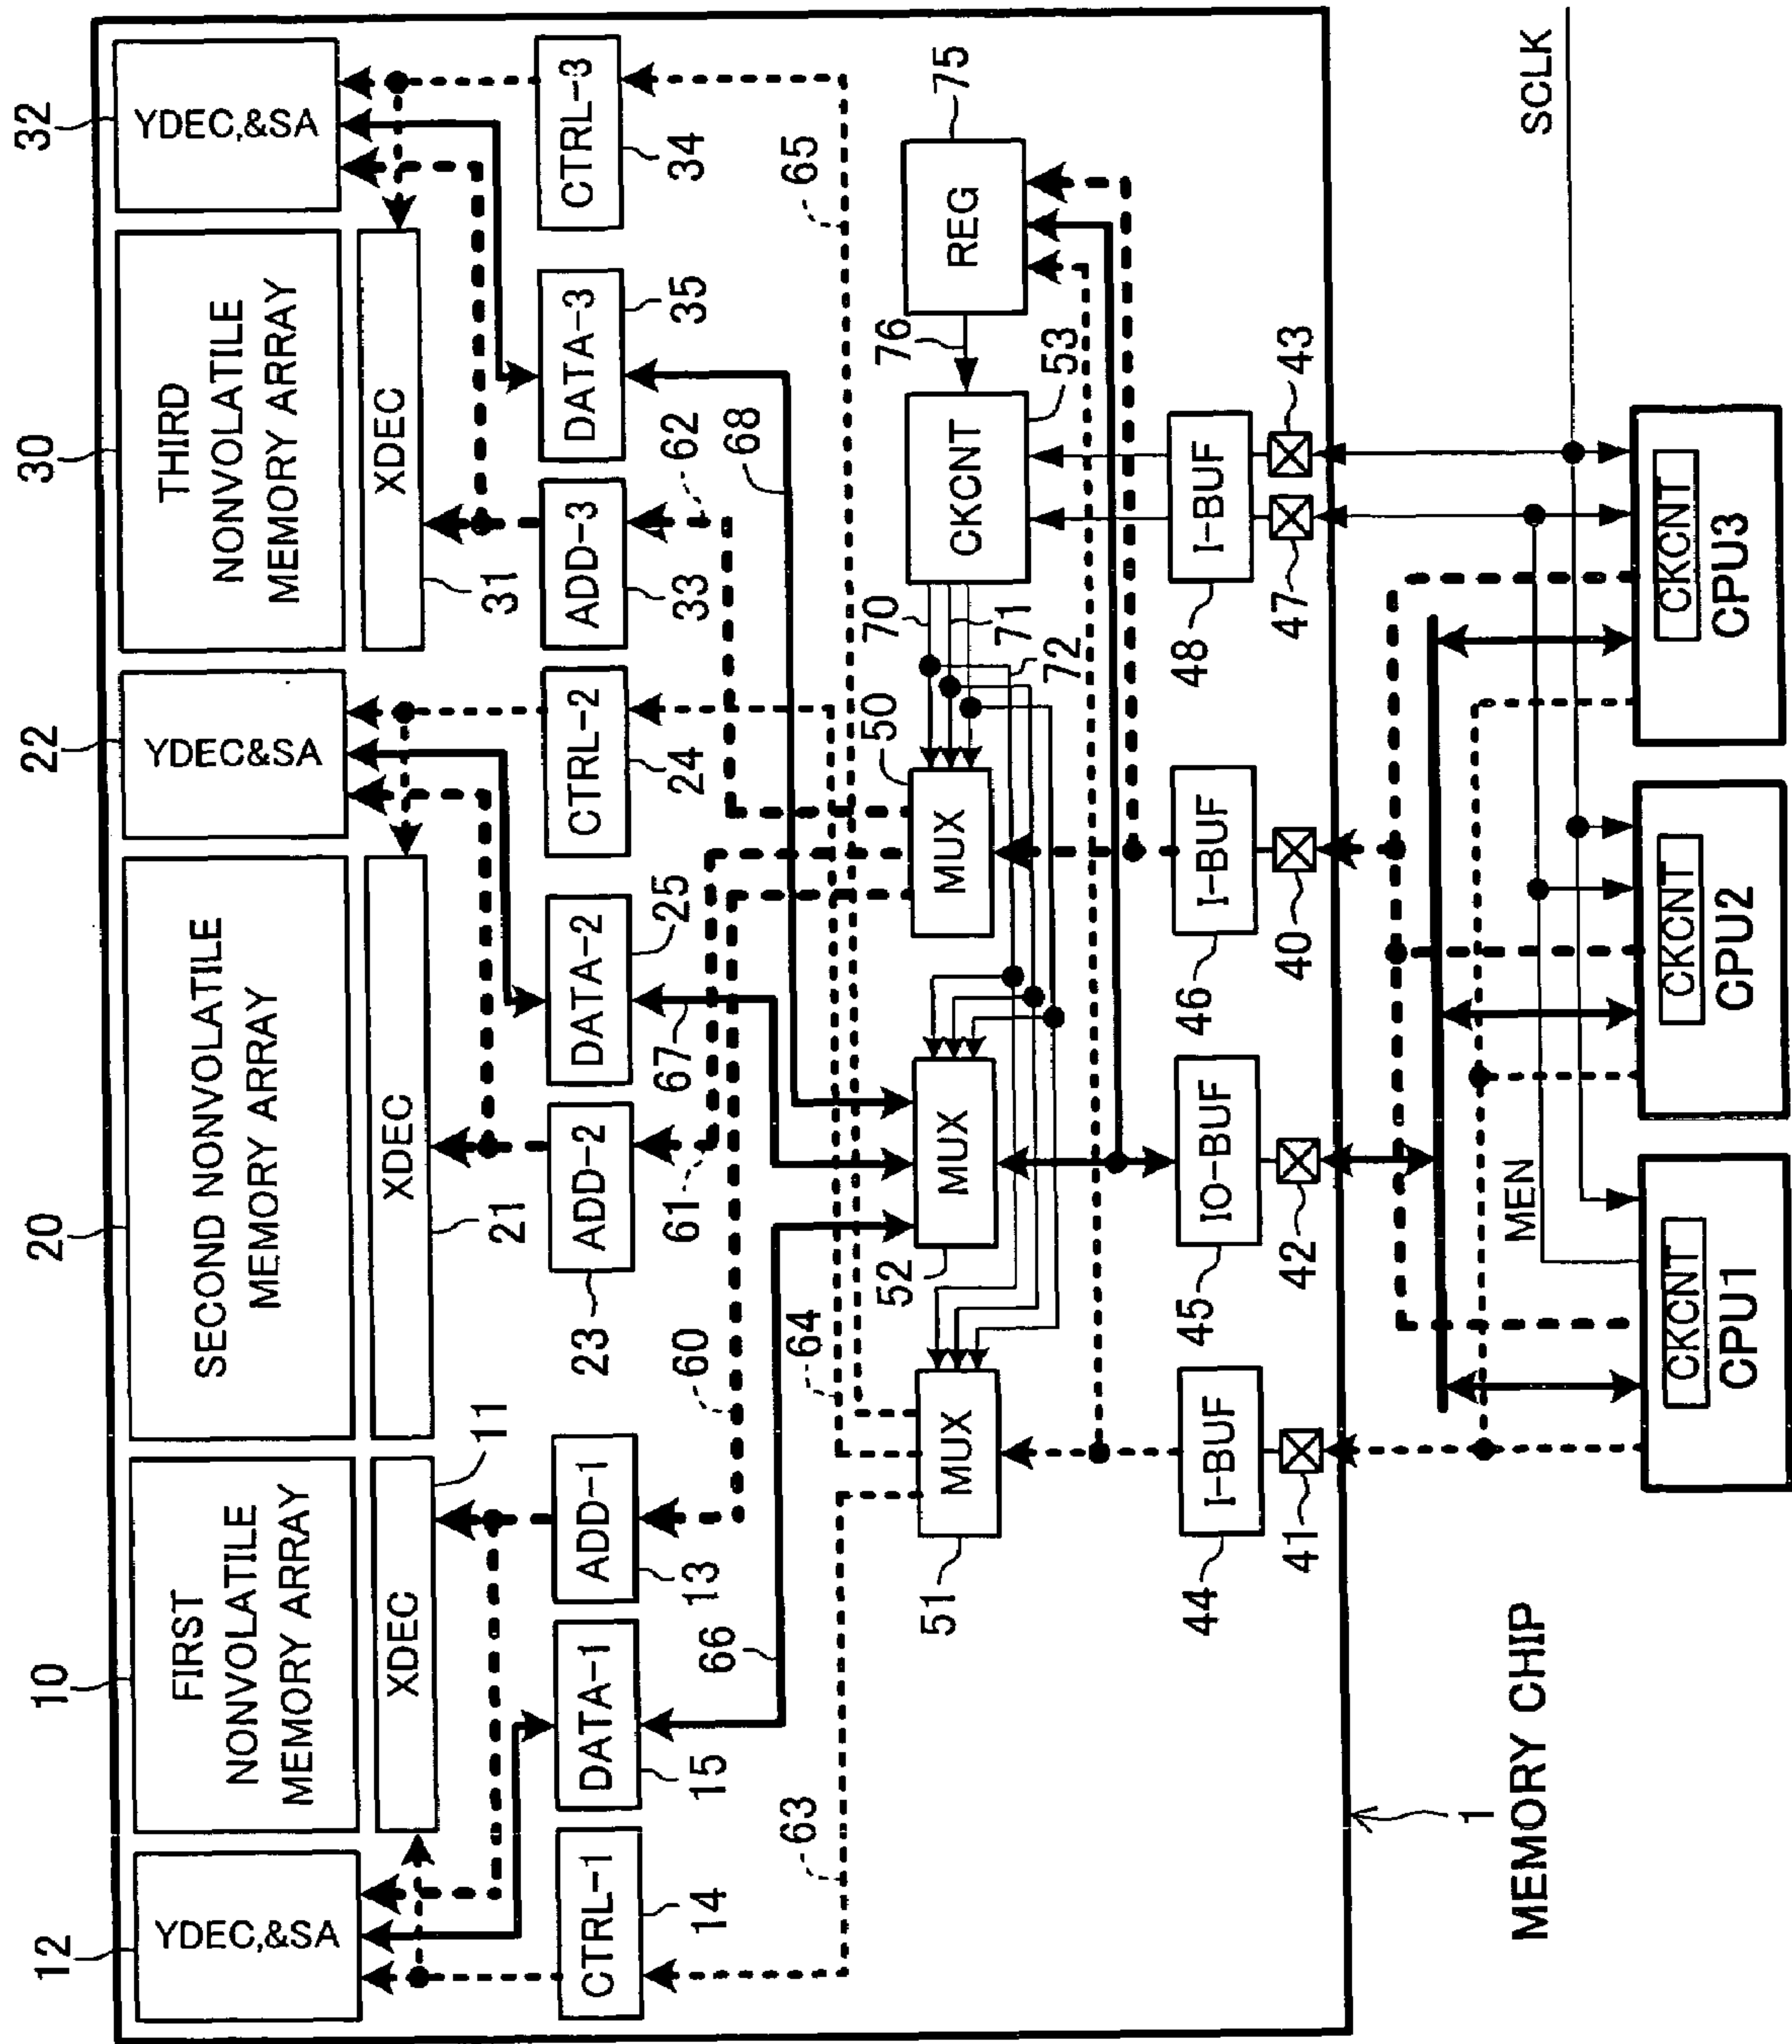 12
10
20
22
30
32
YDEC,&SA
FIRST
NONVOLATILE
MEMORY ARRAY
SECOND NONVOLATILE
MEMORY ARRAY
YDEC&SA
THIRD
NONVOLATILE
MEMORY ARRAY
YDEC,&SA
XDEC
11
XDEC
21
XDEC
31
CTRL-1
14
DATA-1
15
ADD-1
13
ADD-2
23
DATA-2
25
CTRL-2
24
ADD-3
33
DATA-3
35
CTRL-3
34
63
66
60
64
61
67
62
68
65
MUX
51
MUX
52
MUX
50
70
71
72
CKCNT
53
76
REG
75
I-BUF
44
IO-BUF
45
I-BUF
46
I-BUF
48
41
42
40
47
43
1
MEMORY CHIP
MEN
SCLK
CKCNT
CPU1
CKCNT
CPU2
CKCNT
CPU3